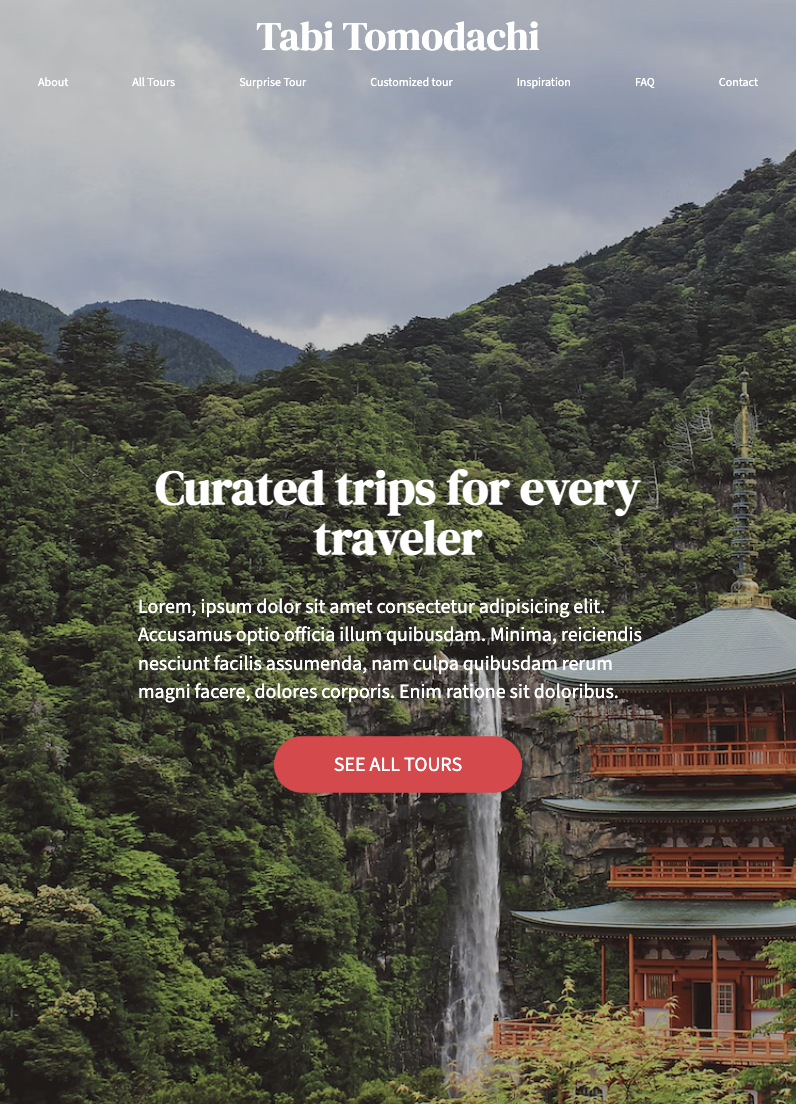 Tabi Tomodachi
About All Tours Surprise Tour Customized tour Inspiration FAQ Contact
Curated trips for every
traveler
Lorem, ipsum dolor sit amet consectetur adipisicing elit.
Accusamus optio officia illum quibusdam. Minima, reiciendis
nesciunt facilis assumenda, nam culpa quibusdam rerum
magni facere, dolores corporis. Enim ratione sit doloribus.
SEE ALL TOURS